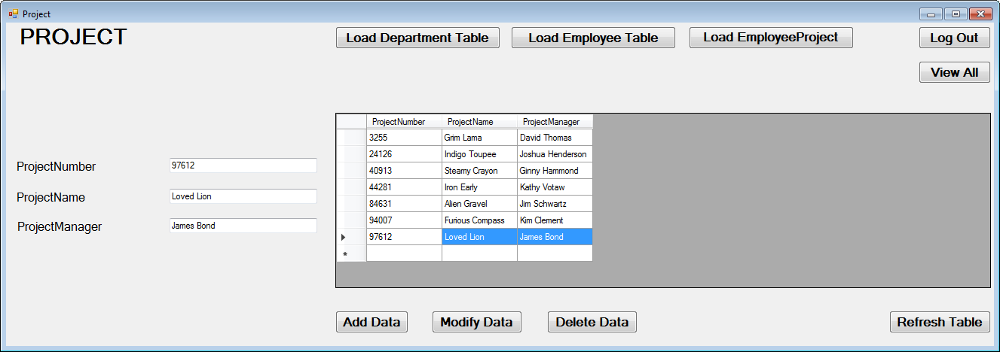 Project
PROJECT
Load Department Table Load Employee Table Load EmployeeProject Log Out
View All
ProjectNumber 97612
ProjectName Loved Lion
ProjectManager James Bond
ProjectNumber ProjectName ProjectManager
3255 Grim Lama David Thomas
24126 Indigo Toupee Joshua Henderson
40913 Steamy Crayon Ginny Hammond
44281 Iron Early Kathy Votaw
84631 Alien Gravel Jim Schwartz
94007 Furious Compass Kim Clement
97612 Loved Lion James Bond
*
Add Data Modify Data Delete Data Refresh Table